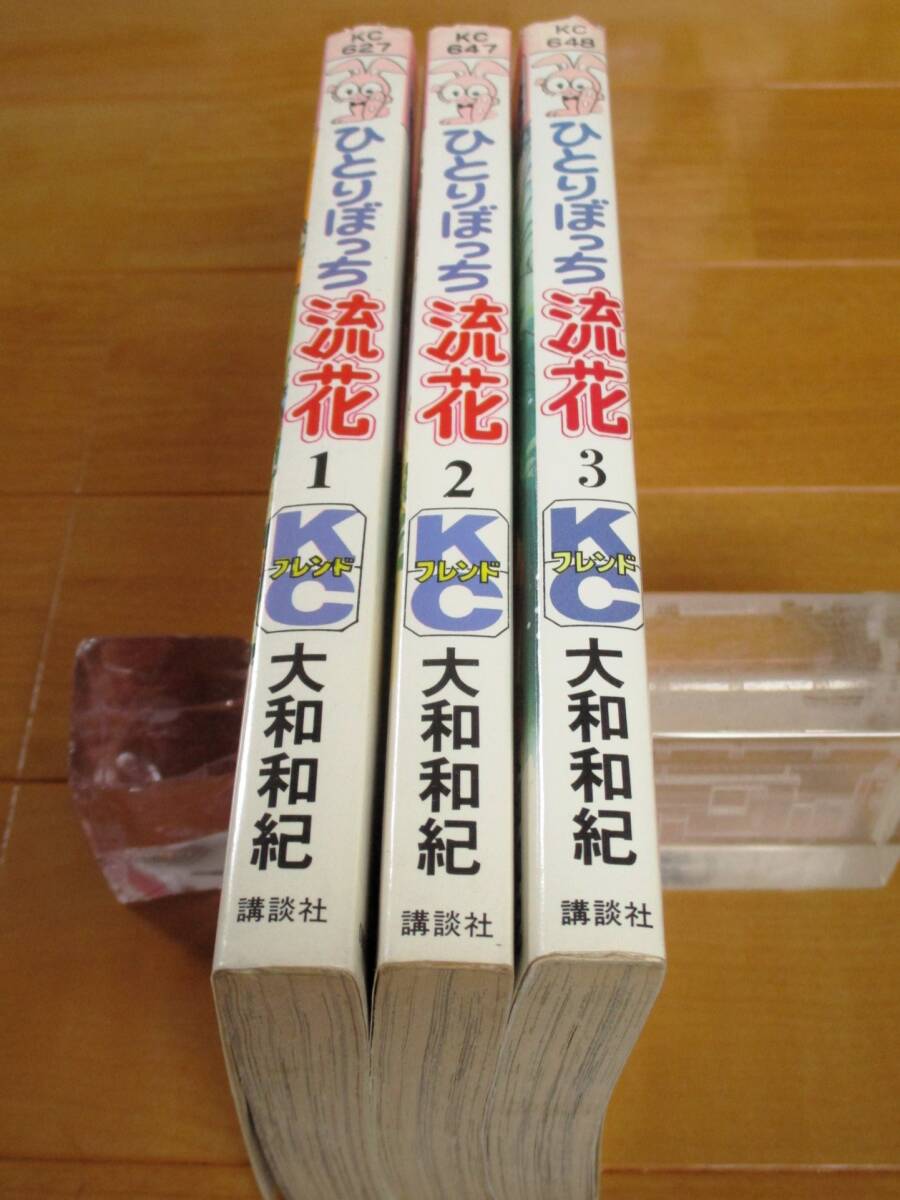 KC
627
ひとりぼっち
流花
1
KC
フレンド
大和和紀
講談社
KC
647
ひとりぼっち
流花
2
KC
フレンド
大和和紀
講談社
KC
648
ひとりぼっち
流花
3
KC
フレンド
大和和紀
講談社